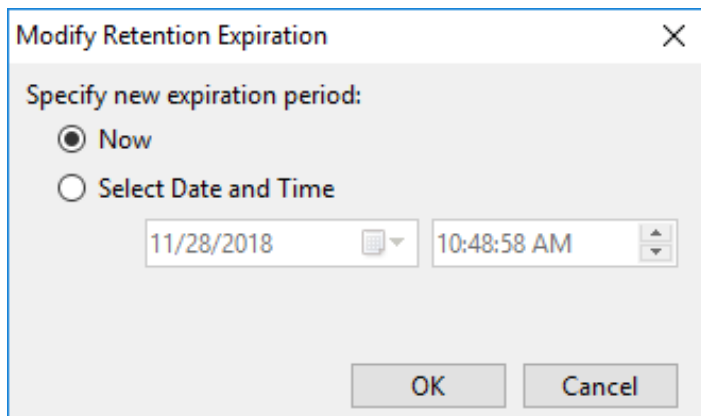 Modify Retention Expiration
Specify new expiration period:
Now
Select Date and Time
11/28/2018 10:48:58 AM
OK Cancel